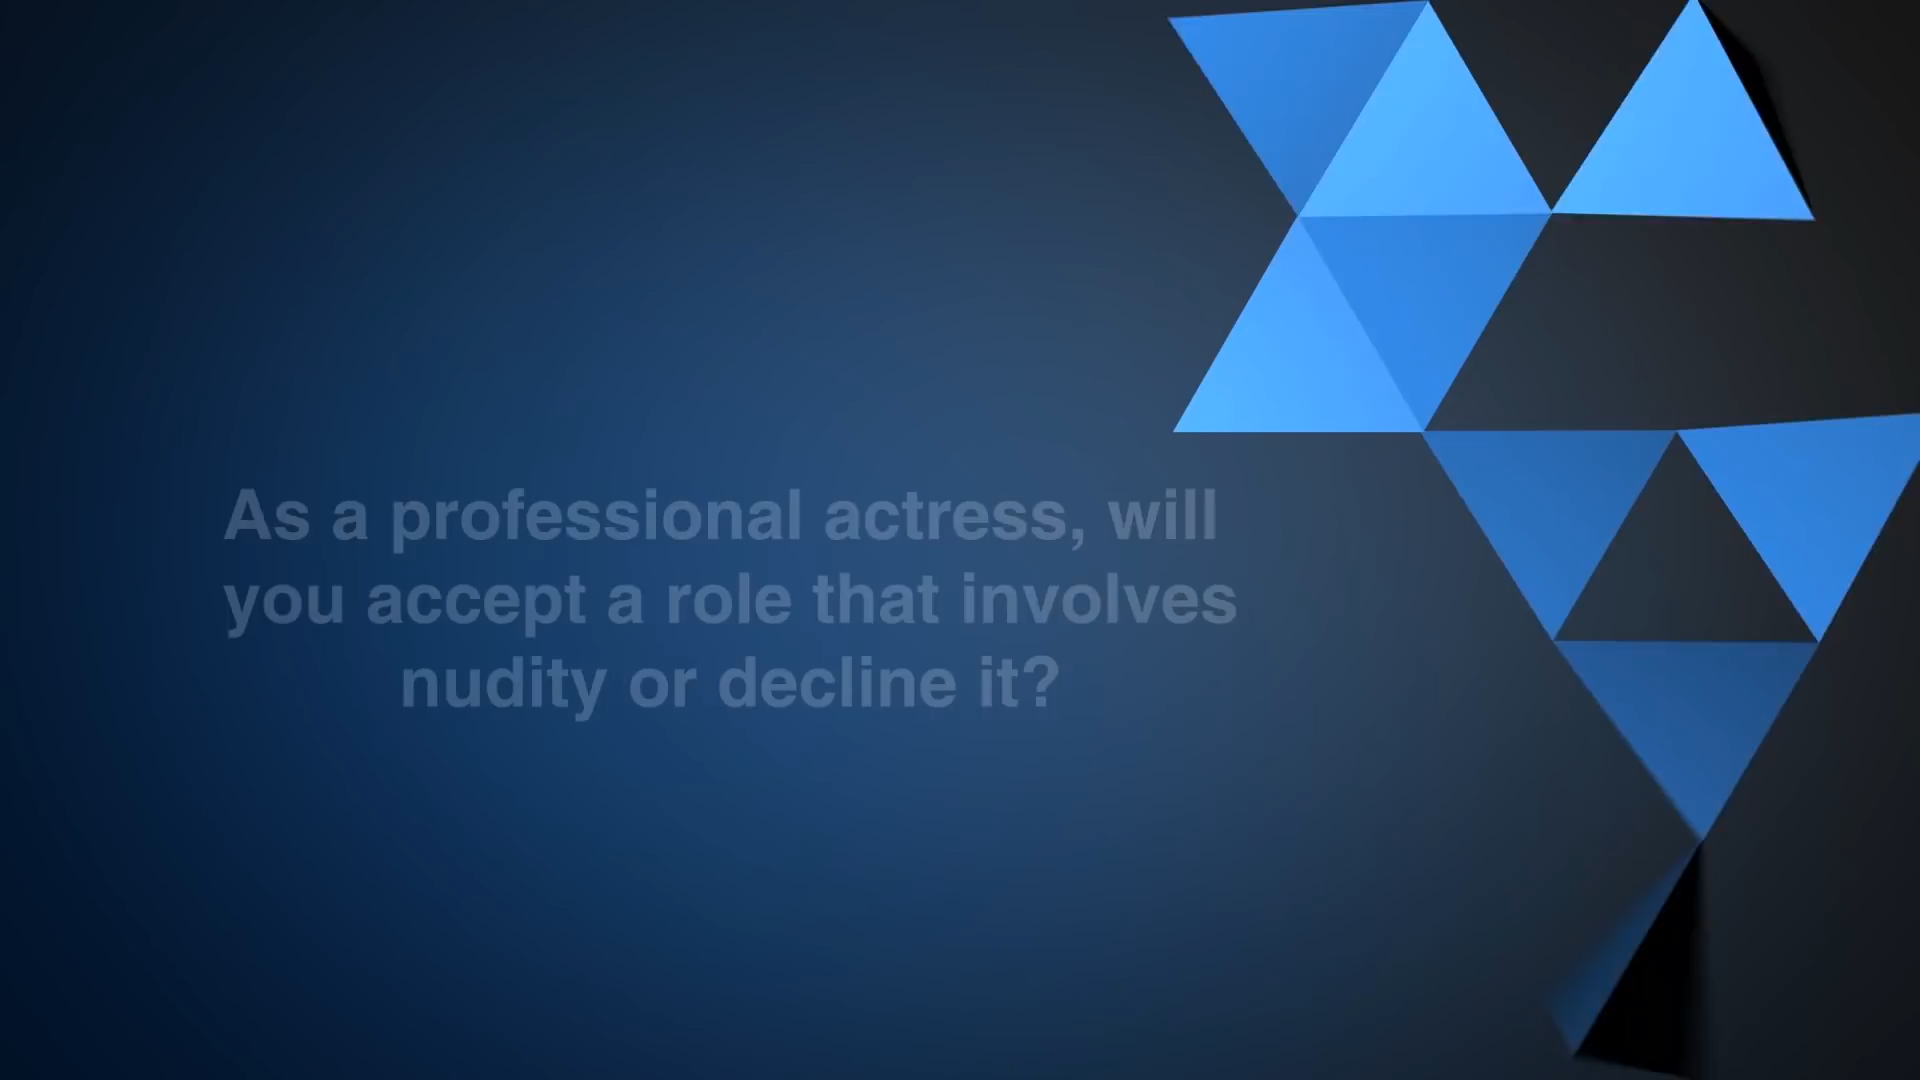 As a professional actress, will
you accept a role that involves
nudity or decline it?